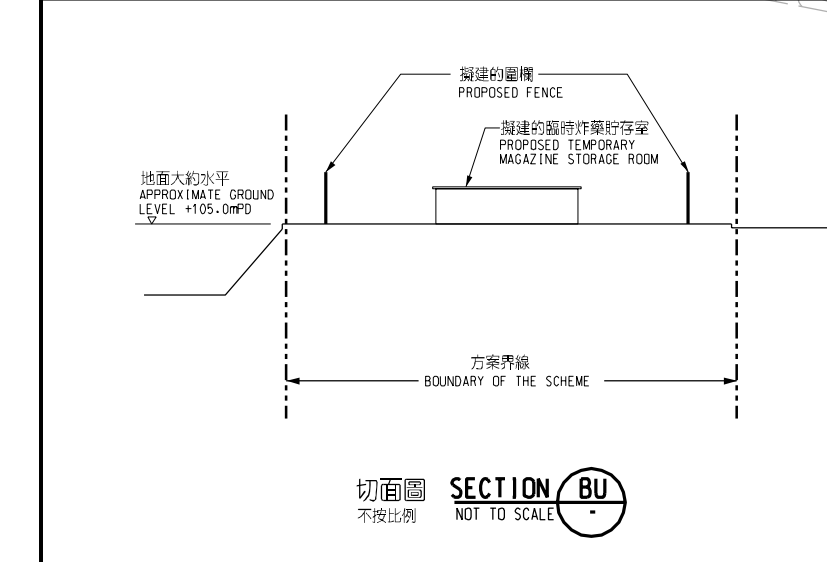 擬建的圍欄
PROPOSED FENCE
擬建的臨時炸藥貯存室
PROPOSED TEMPORARY
MAGAZINE STORAGE ROOM
地面大約水平
APPROXIMATE GROUND
LEVEL +105.0mPD
方案界線
BOUNDARY OF THE SCHEME
切面圖 SECTION BU
不按比例 NOT TO SCALE -